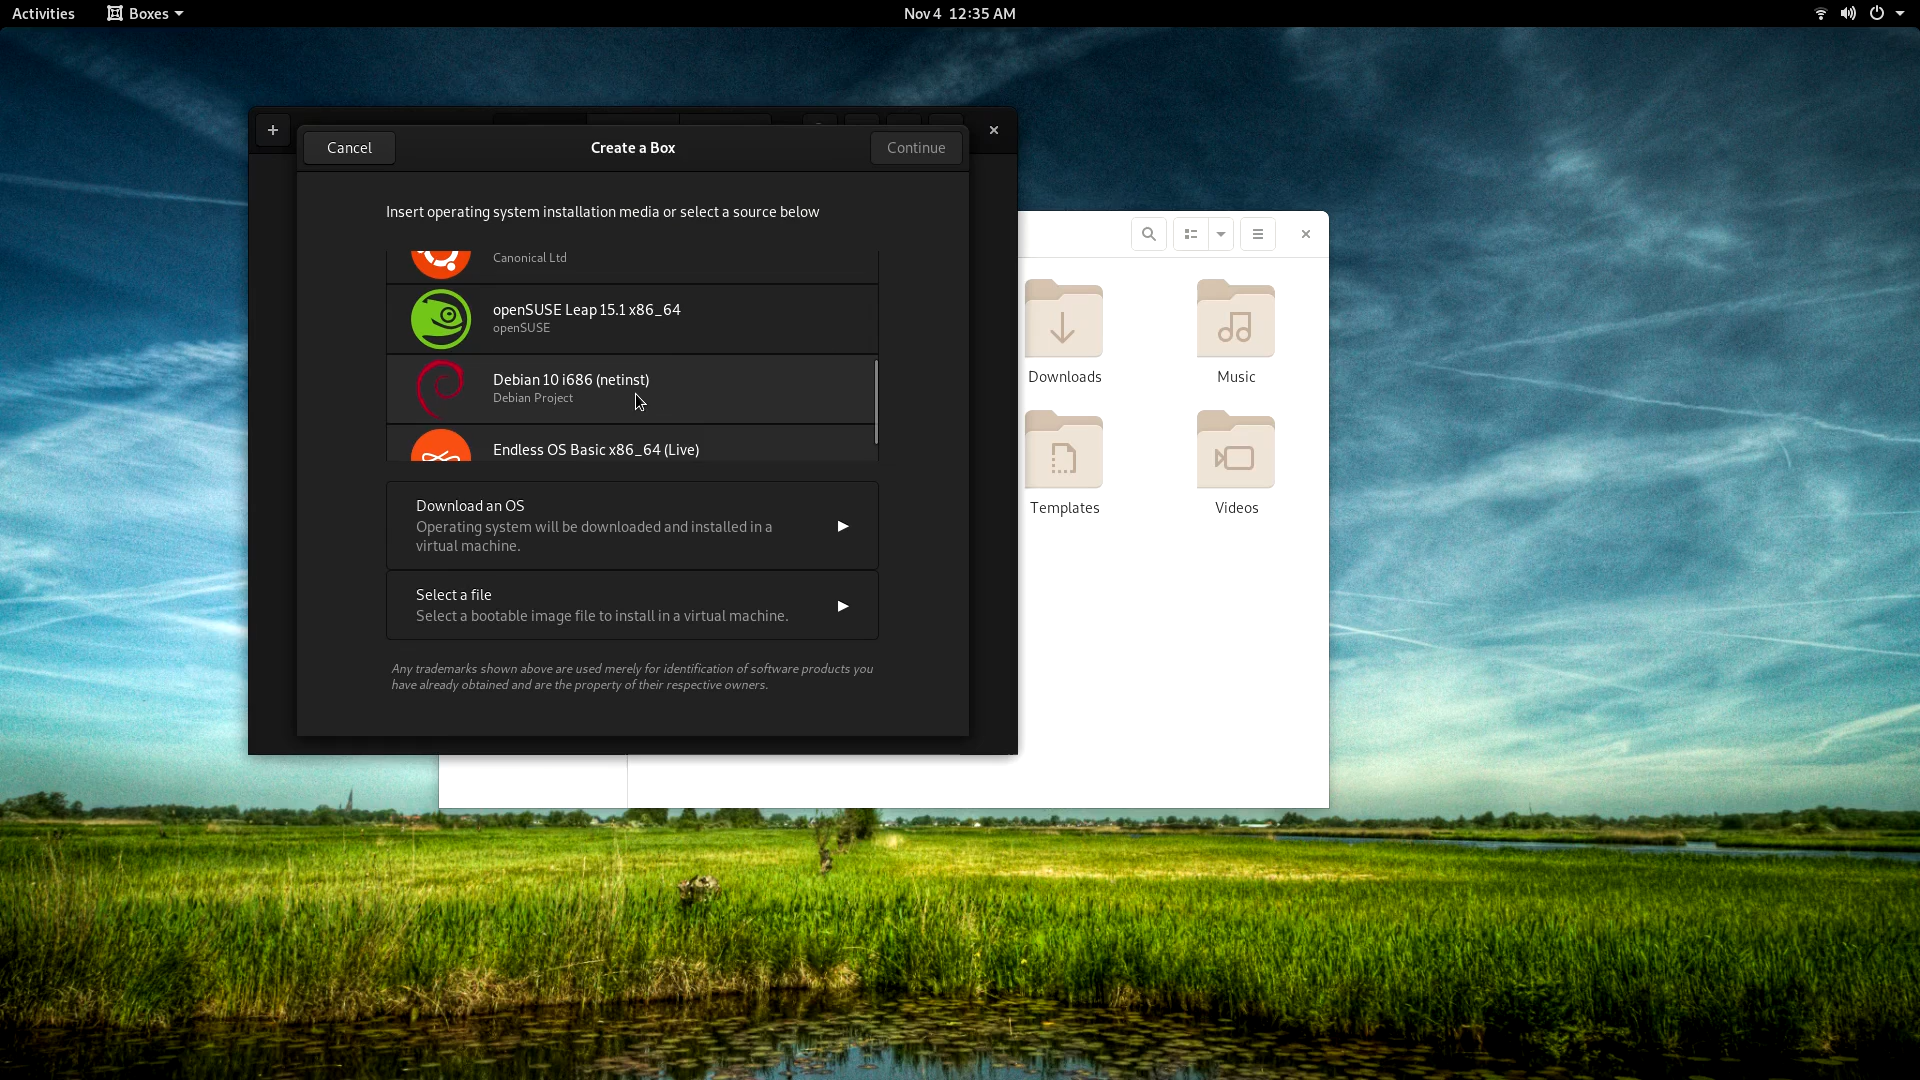 Activities
Boxes
Nov 4 12:35 AM
Cancel
Create a Box
Continue
Insert operating system installation media or select a source below
Canonical Ltd
openSUSE Leap 15.1 x86_64
openSUSE
Debian 10 i686 (netinst)
Debian Project
Endless OS Basic x86_64 (Live)
Download an OS
Operating system will be downloaded and installed in a
virtual machine.
Select a file
Select a bootable image file to install in a virtual machine.
Any trademarks shown above are used merely for identification of software products you
have already obtained and are the property of their respective owners.
Downloads
Music
Templates
Videos